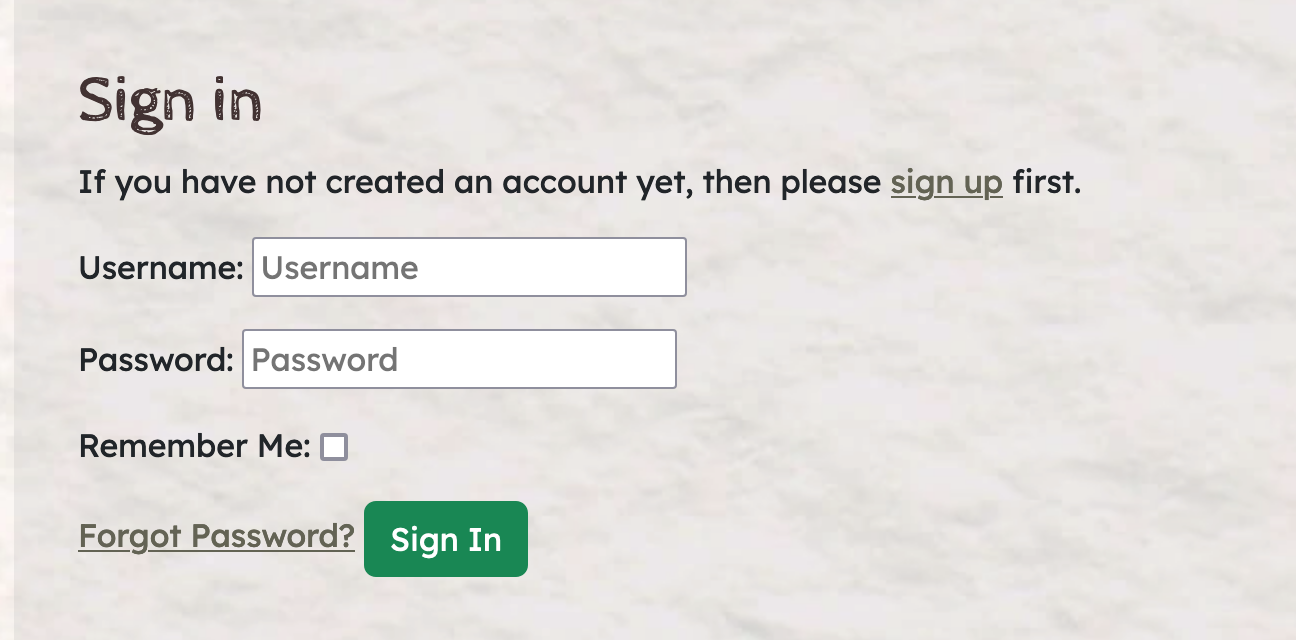 Sign in
If you have not created an account yet, then please sign up first.
Username: Username
Password: Password
Remember Me:
Forgot Password? Sign In